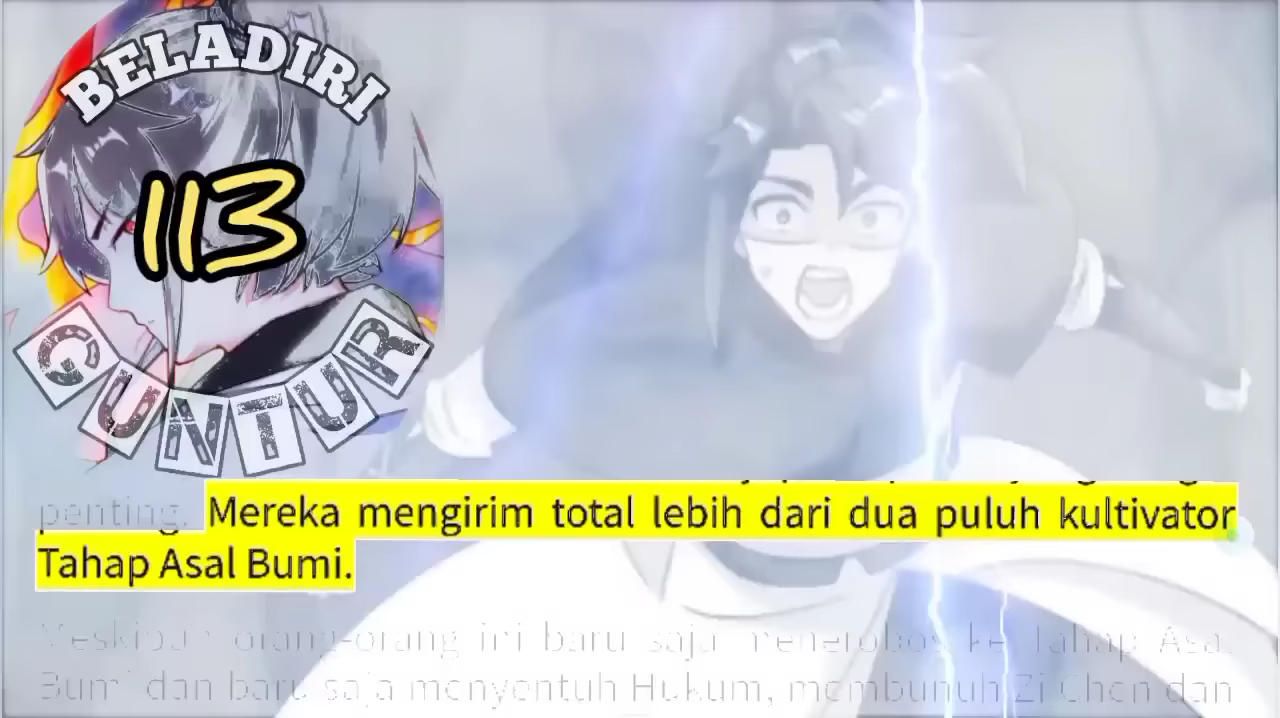 BELADIRI
113
GUNTUR
penting. Mereka mengirim total lebih dari dua puluh kultivator
Tahap Asal Bumi.
Meskipun orang-orang ini baru saja menerobos ke Tahap Asal
Bumi dan baru saja menyentuh Hukum, membunuh Zi Chen dan